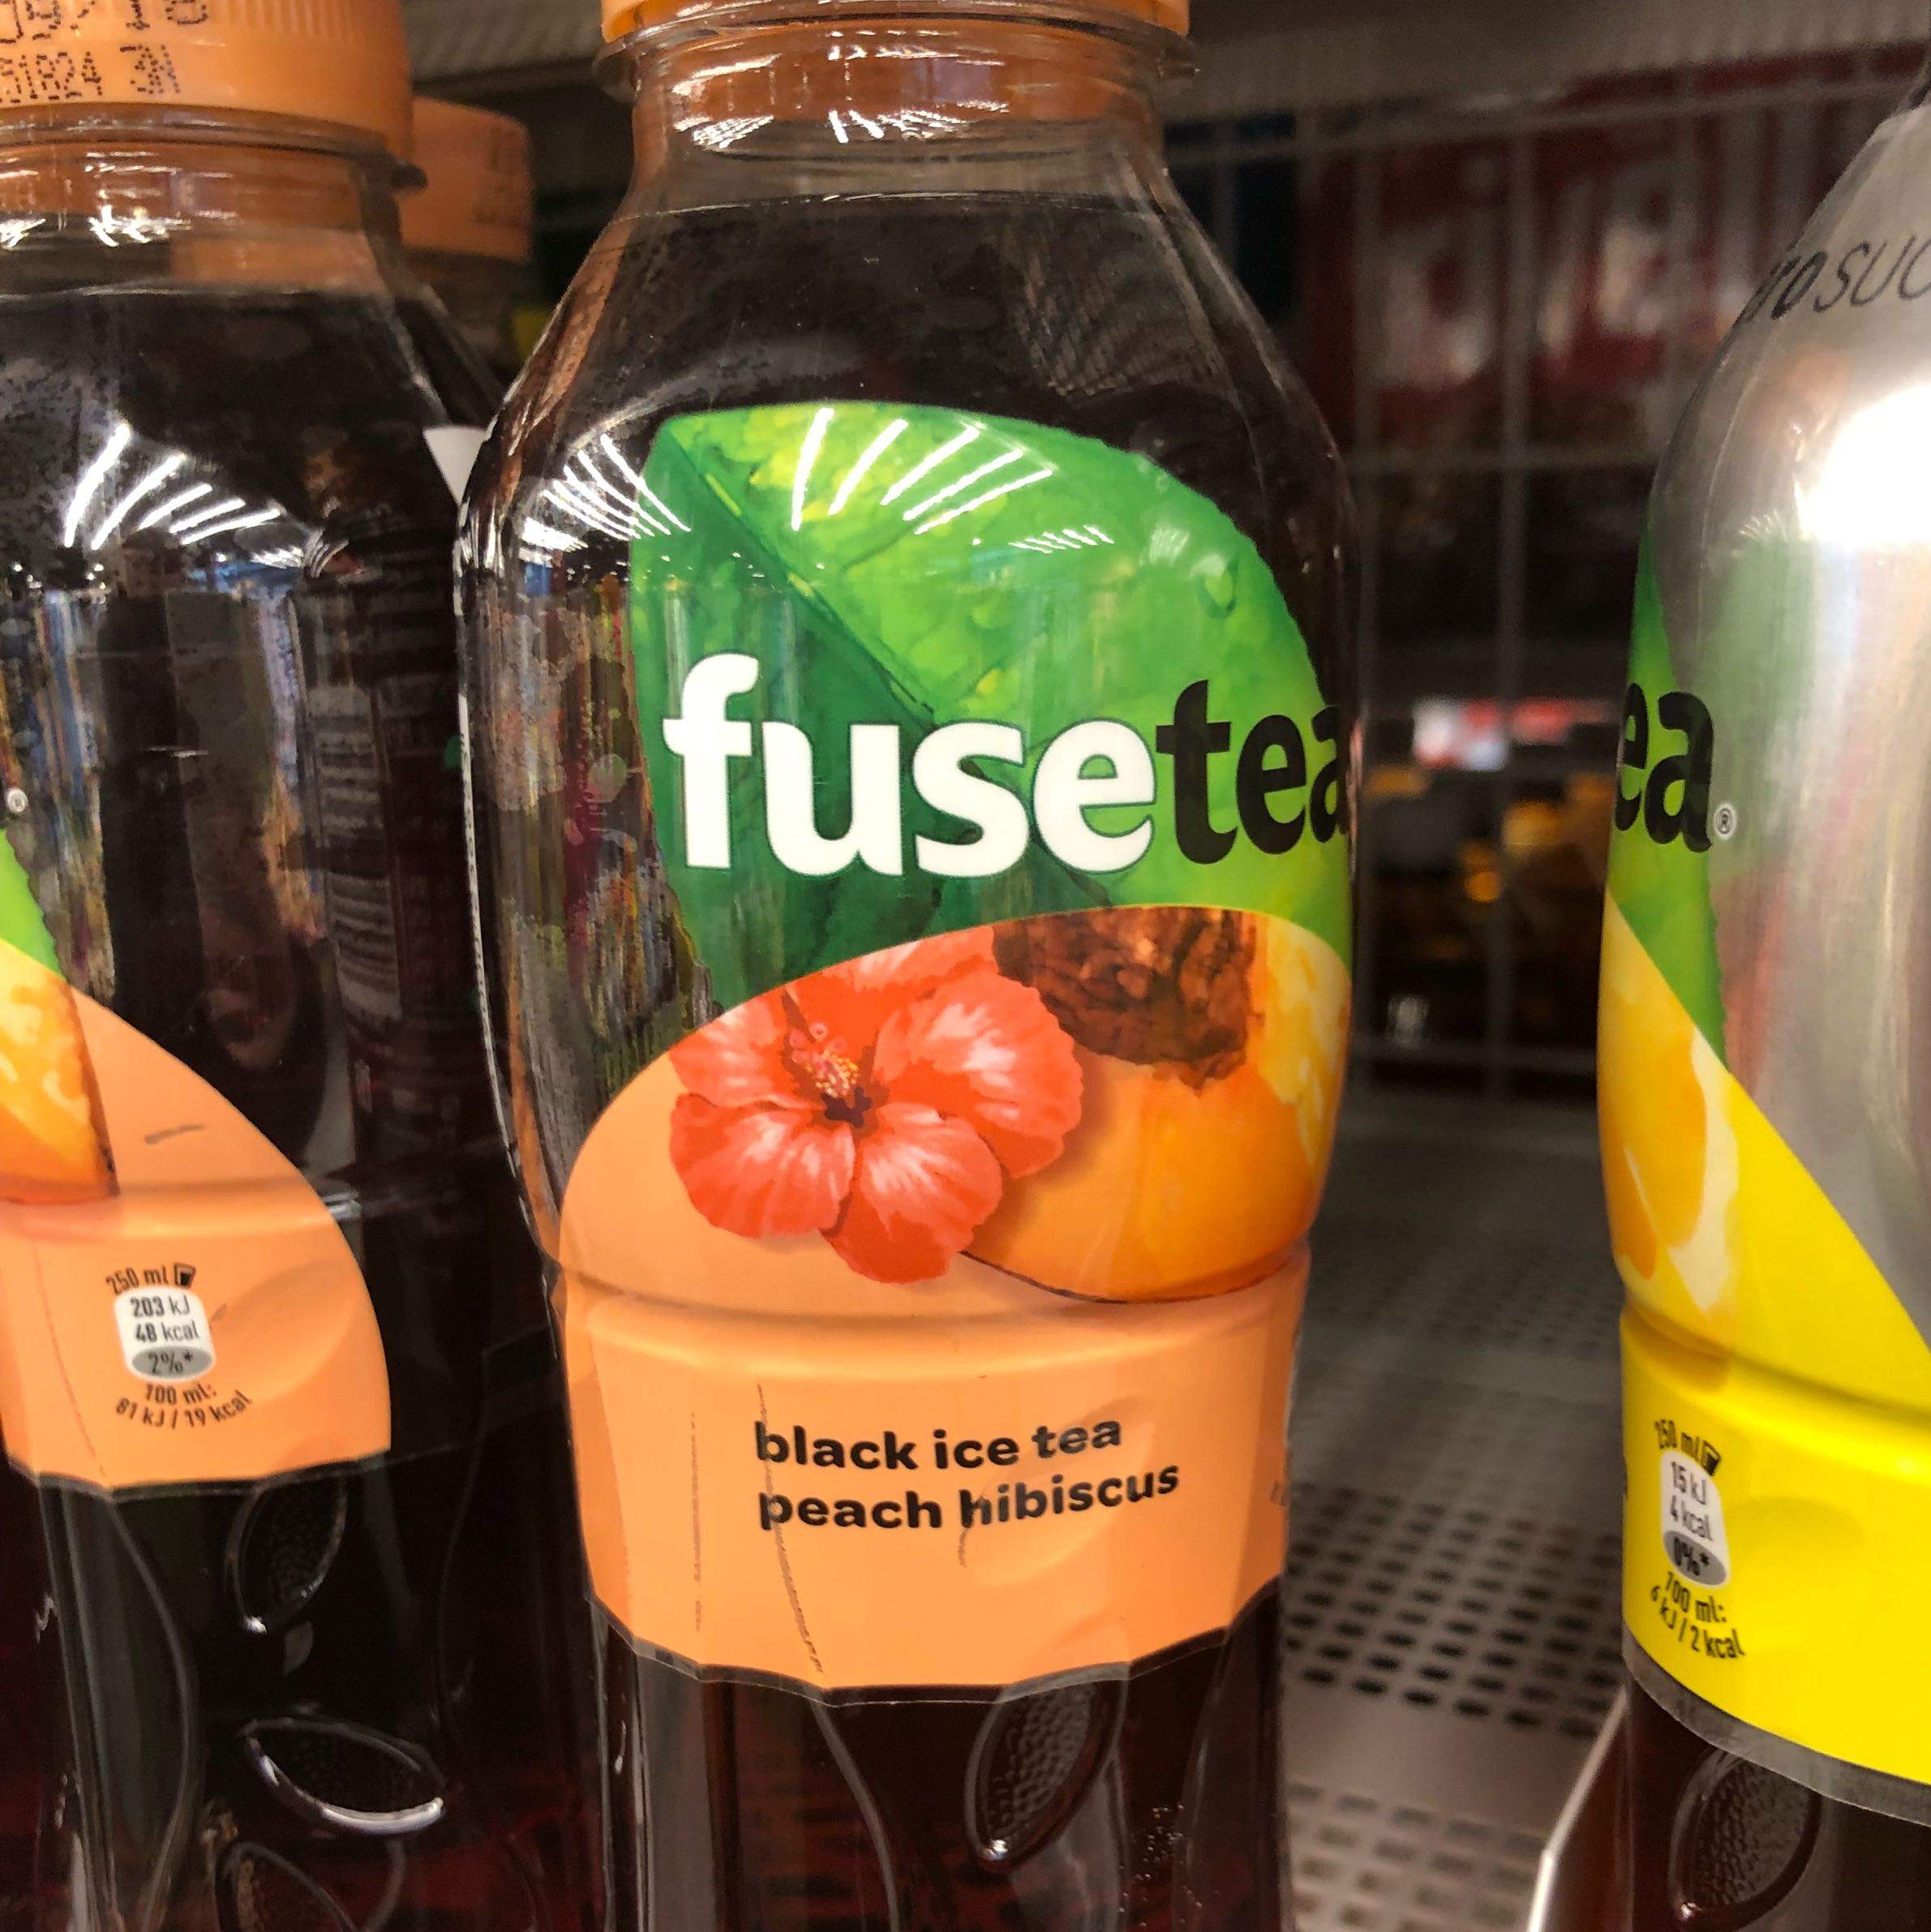 fusetea
black ice tea
peach hibiscus
250 ml
203 kJ
48 kcal
2%*
100 ml:
81 kJ / 19 kcal
ea®
250 ml
15 kJ
4 kcal
0%*
100 ml:
6 kJ / 2 kcal